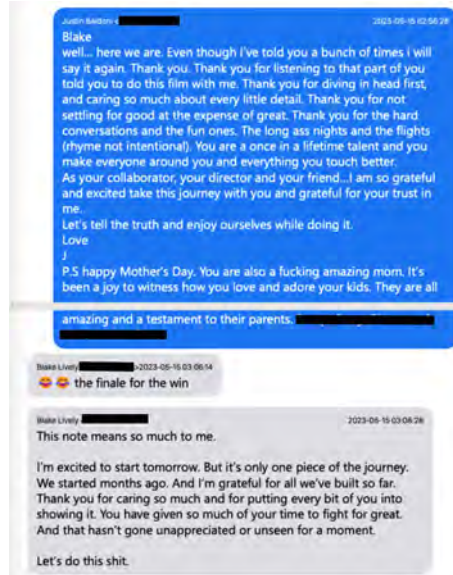 Justin Baldoni <
2023-05-15 02:56:28
Blake
well... here we are. Even though I've told you a bunch of times i will
say it again. Thank you. Thank you for listening to that part of you
told you to do this film with me. Thank you for diving in head first,
and caring so much about every little detail. Thank you for not
settling for good at the expense of great. Thank you for the hard
conversations and the fun ones. The long ass nights and the flights
(rhyme not intentional). You are a once in a lifetime talent and you
make everyone around you and everything you touch better.
As your collaborator, your director and your friend...I am so grateful
and excited take this journey with you and grateful for your trust in
me.
Let's tell the truth and enjoy ourselves while doing it.
Love
J
P.S happy Mother's Day. You are also a fucking amazing mom. It's
been a joy to witness how you love and adore your kids. They are all
amazing and a testament to their parents.
Blake Lively >2023-05-15 03:06:14
😂😂 the finale for the win
Blake Lively
2023-05-15 03:08:28
This note means so much to me.
I'm excited to start tomorrow. But it's only one piece of the journey.
We started months ago. And I'm grateful for all we've built so far.
Thank you for caring so much and for putting every bit of you into
showing it. You have given so much of your time to fight for great.
And that hasn't gone unappreciated or unseen for a moment.
Let's do this shit.